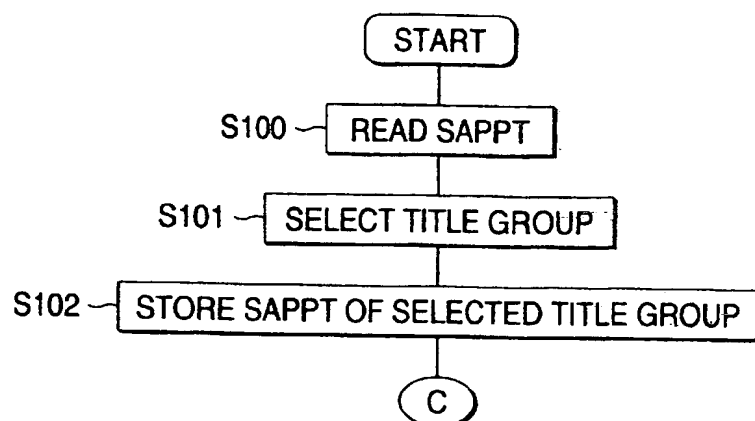 START
S100 READ SAPPT
S101 SELECT TITLE GROUP
S102 STORE SAPPT OF SELECTED TITLE GROUP
C